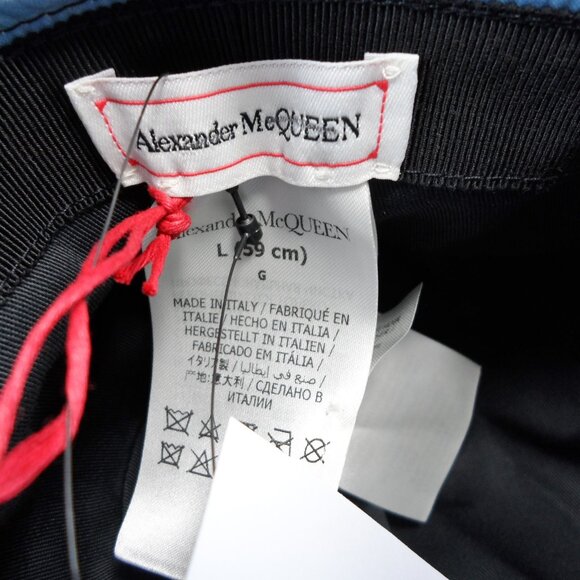 Alexander McQUEEN
Alexander McQUEEN
L (59 cm)
G
MADE IN ITALY / FABRIQUÉ EN
ITALIE / HECHO EN ITALIA /
HERGESTELLT IN ITALIEN /
FABRICADO EM ITÁLIA /
イタリア製 / صنع في إيطاليا /
产地:意大利 / СДЕЛАНО В
ИТАЛИИ